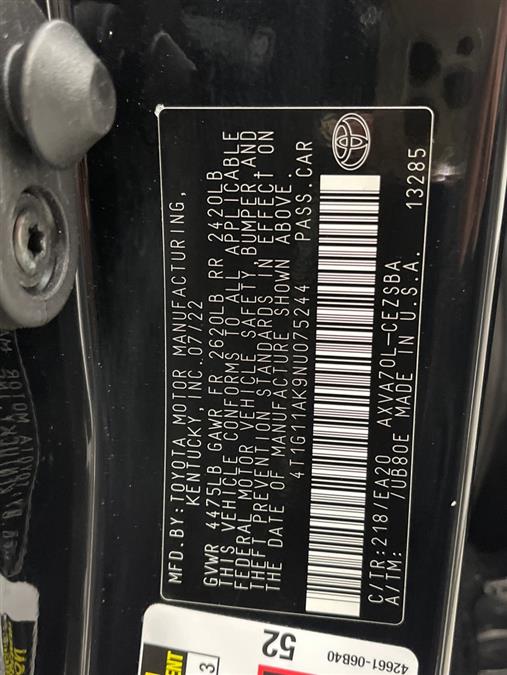 MFD. BY: TOYOTA MOTOR MANUFACTURING,
KENTUCKY, INC. 07/22
GVWR 4475LB GAWR FR 2620LB RR 2420LB
THIS VEHICLE CONFORMS TO ALL APPLICABLE
FEDERAL MOTOR VEHICLE SAFETY BUMPER AND
THEFT PREVENTION STANDARDS IN EFFECT ON
THE DATE OF MANUFACTURE SHOWN ABOVE.
4T1G11AK9NU075244 PASS. CAR
C/TR: 218/EA20 AXVA70L-CEZSBA 13285
A/TM: /UB80E MADE IN U.S.A.
3
52
42661-06B40